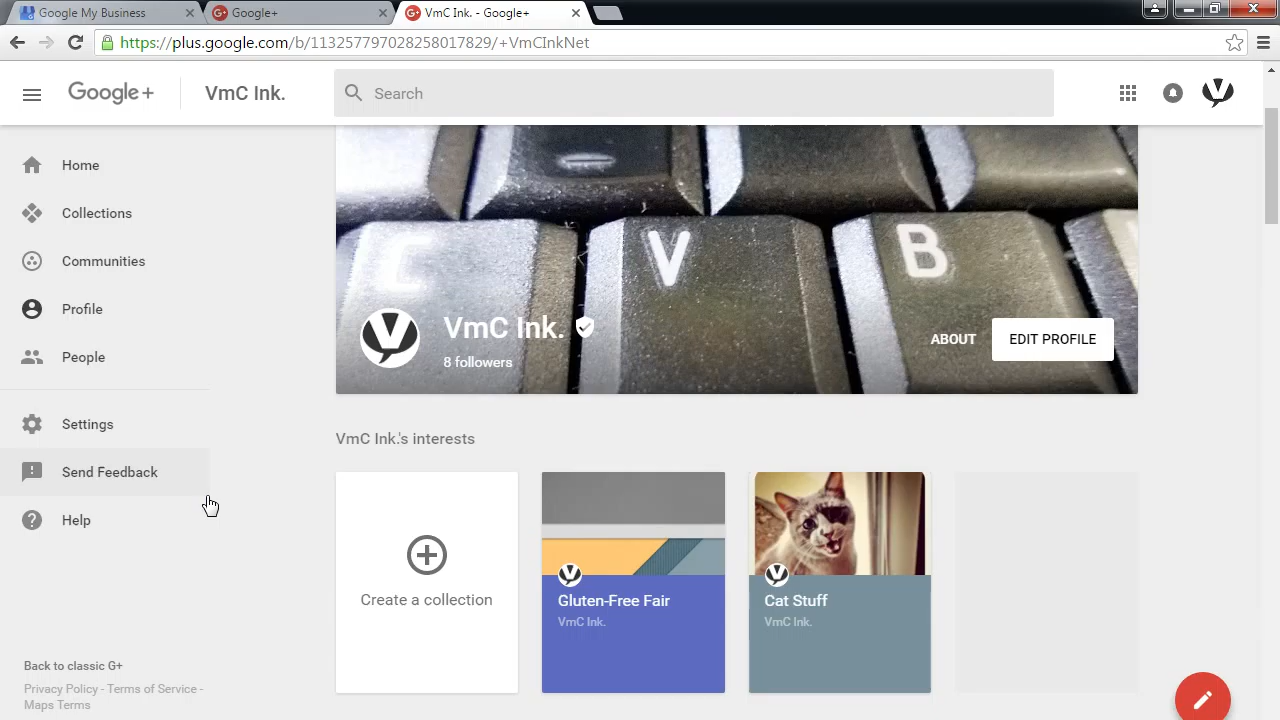 Google My Business
Google+
VmC Ink. - Google+
https://plus.google.com/b/113257797028258017829/+VmCInkNet
Google+
VmC Ink.
Search
Home
Collections
Communities
Profile
People
Settings
Send Feedback
Help
Back to classic G+
Privacy Policy - Terms of Service -
Maps Terms
C
V
B
VmC Ink.
8 followers
ABOUT
EDIT PROFILE
VmC Ink.'s interests
Create a collection
Gluten-Free Fair
VmC Ink.
Cat Stuff
VmC Ink.